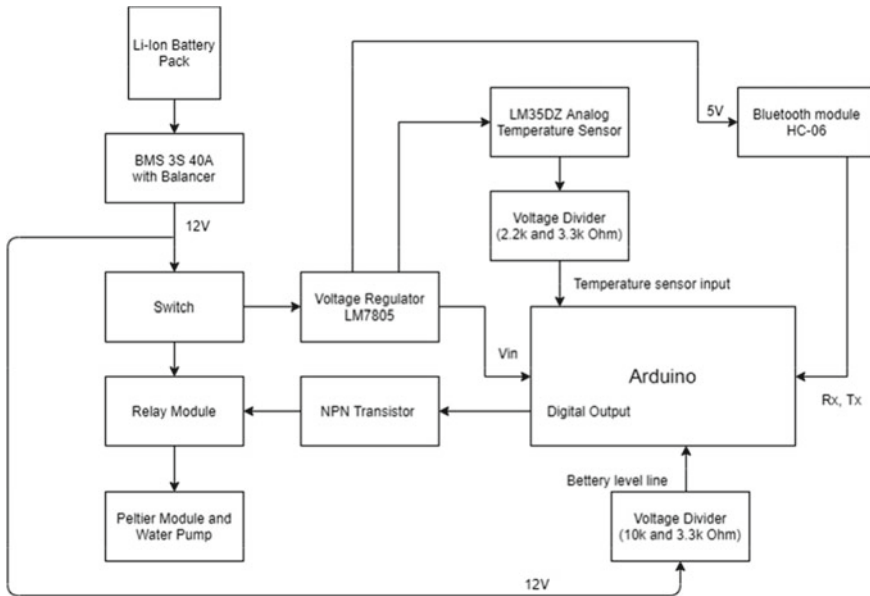 Li-Ion Battery
Pack
LM35DZ Analog
Temperature Sensor
5V
Bluetooth module
HC-06
BMS 3S 40A
with Balancer
12V
Voltage Divider
(2.2k and 3.3k Ohm)
Temperature sensor input
Switch
Voltage Regulator
LM7805
Vin
Arduino
Rx, Tx
Relay Module
NPN Transistor
Digital Output
Bettery level line
Peltier Module and
Water Pump
Voltage Divider
(10k and 3.3k Ohm)
12V